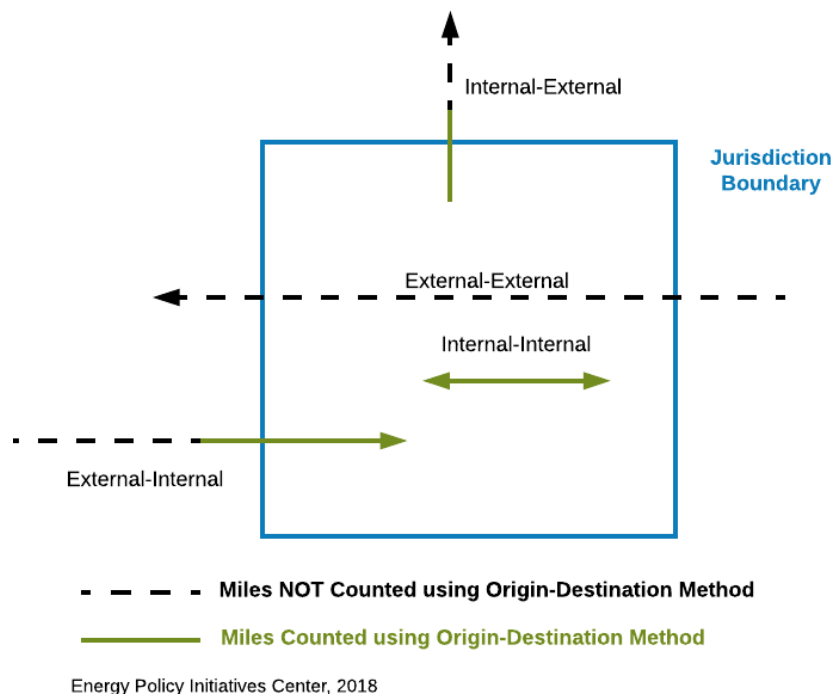 Internal-External
Jurisdiction
Boundary
External-External
Internal-Internal
External-Internal
Miles NOT Counted using Origin-Destination Method
Miles Counted using Origin-Destination Method
Energy Policy Initiatives Center, 2018